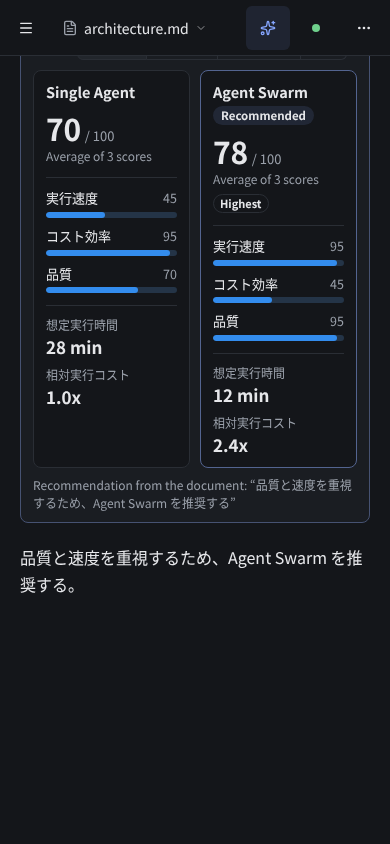 architecture.md
Single Agent
70 / 100
Average of 3 scores
実行速度 45
コスト効率 95
品質 70
想定実行時間
28 min
相対実行コスト
1.0x
Agent Swarm
Recommended
78 / 100
Average of 3 scores
Highest
実行速度 95
コスト効率 45
品質 95
想定実行時間
12 min
相対実行コスト
2.4x
Recommendation from the document: “品質と速度を重視
するため、Agent Swarm を推奨する”
品質と速度を重視するため、Agent Swarm を推
奨する。